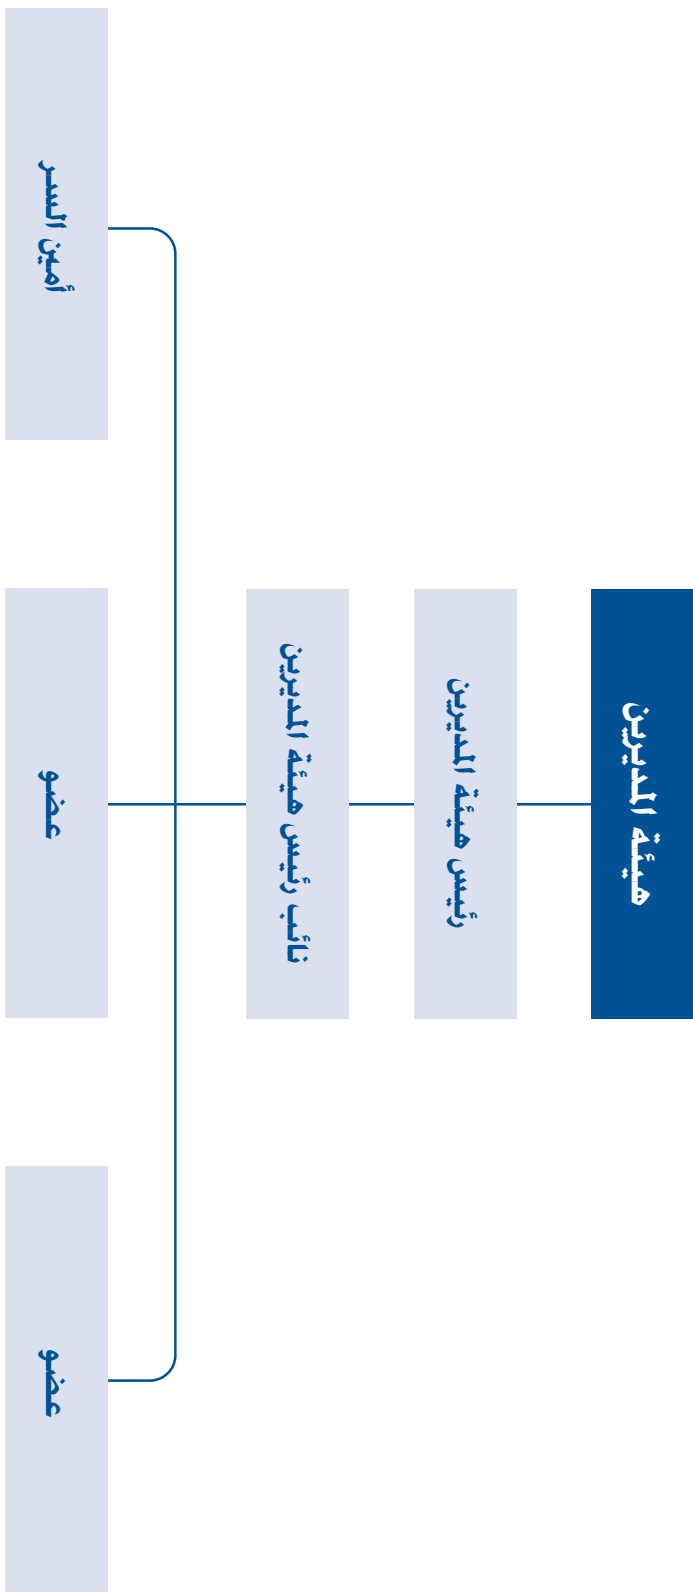 هيئة المديرين
رئيس هيئة المديرين
نائب رئيس هيئة المديرين
أمين السر
عضو
عضو